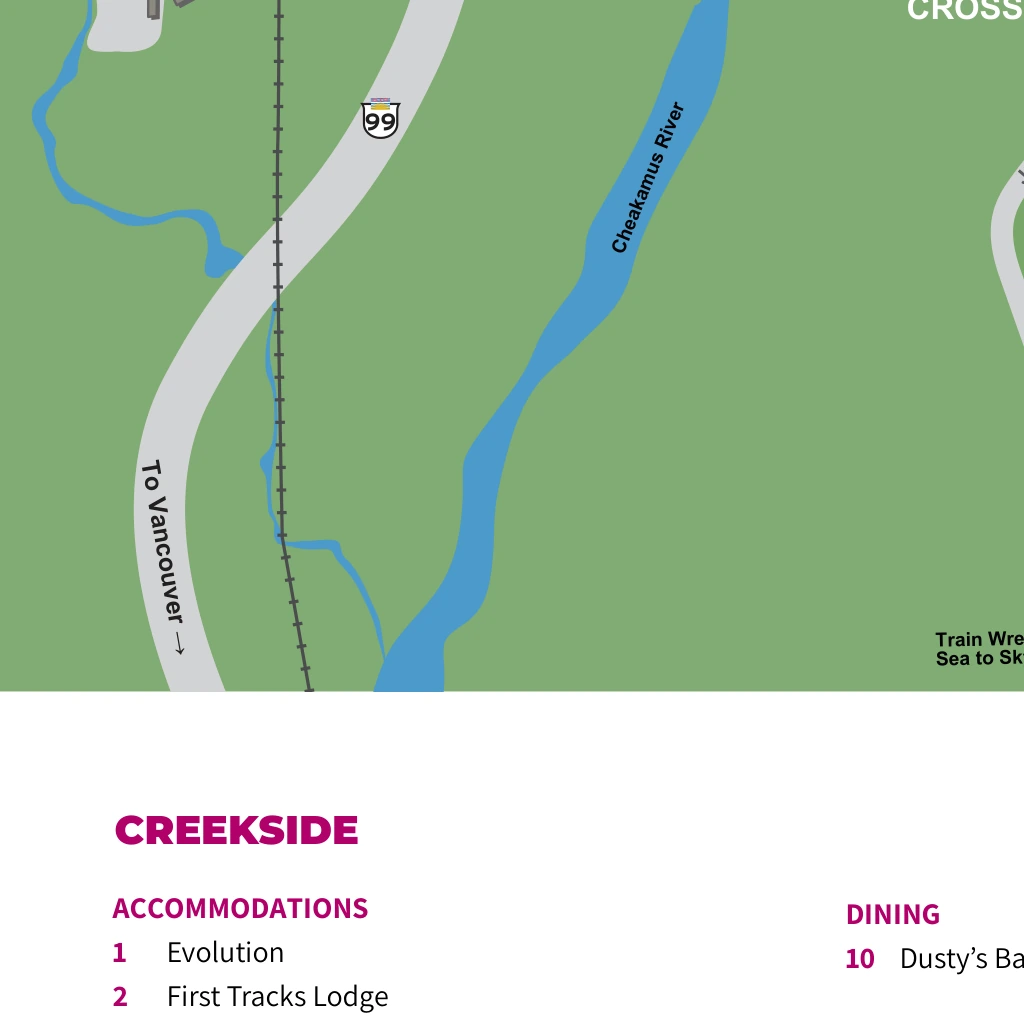 CROSS
99
Cheakamus River
To Vancouver →
Train Wre
Sea to Sk
CREEKSIDE
ACCOMMODATIONS
1 Evolution
2 First Tracks Lodge
DINING
10 Dusty’s Ba